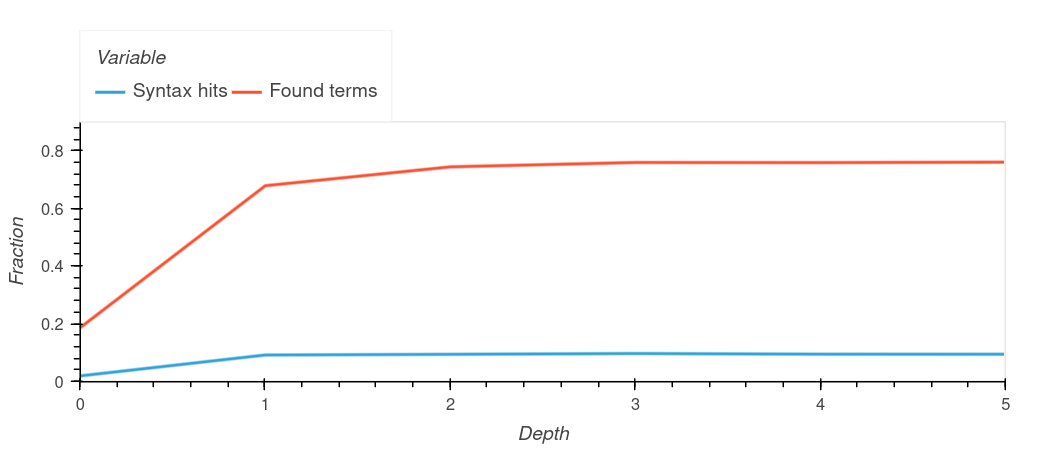 Variable
Syntax hits Found terms
Fraction
0.8
0.6
0.4
0.2
0
0 1 2 3 4 5
Depth